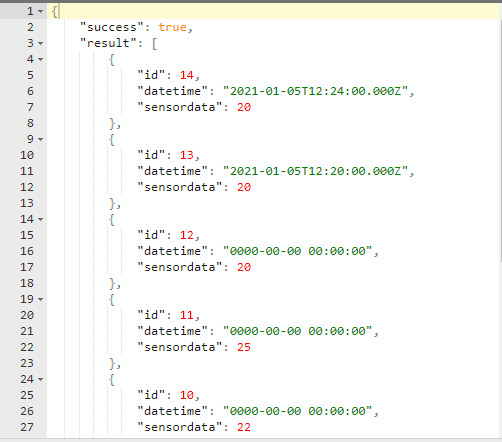 1 {
2 "success": true,
3 "result": [
4 {
5 "id": 14,
6 "datetime": "2021-01-05T12:24:00.000Z",
7 "sensordata": 20
8 },
9 {
10 "id": 13,
11 "datetime": "2021-01-05T12:20:00.000Z",
12 "sensordata": 20
13 },
14 {
15 "id": 12,
16 "datetime": "0000-00-00 00:00:00",
17 "sensordata": 20
18 },
19 {
20 "id": 11,
21 "datetime": "0000-00-00 00:00:00",
22 "sensordata": 25
23 },
24 {
25 "id": 10,
26 "datetime": "0000-00-00 00:00:00",
27 "sensordata": 22